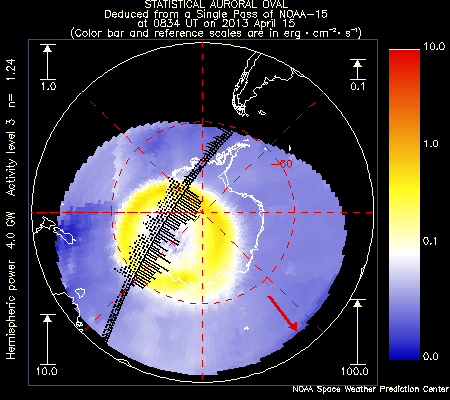 STATISTICAL AURORAL OVAL
Deduced from a Single Pass of NOAA-15
at 0834 UT on 2013 April 15
(Color bar and reference scales are in erg · cm⁻² · s⁻¹)
1.0
0.1
10.0
100.0
-60
Hemispheric power 4.0 GW Activity level 3 n= 1.24
10.0
1.0
0.1
0.0
NOAA Space Weather Prediction Center